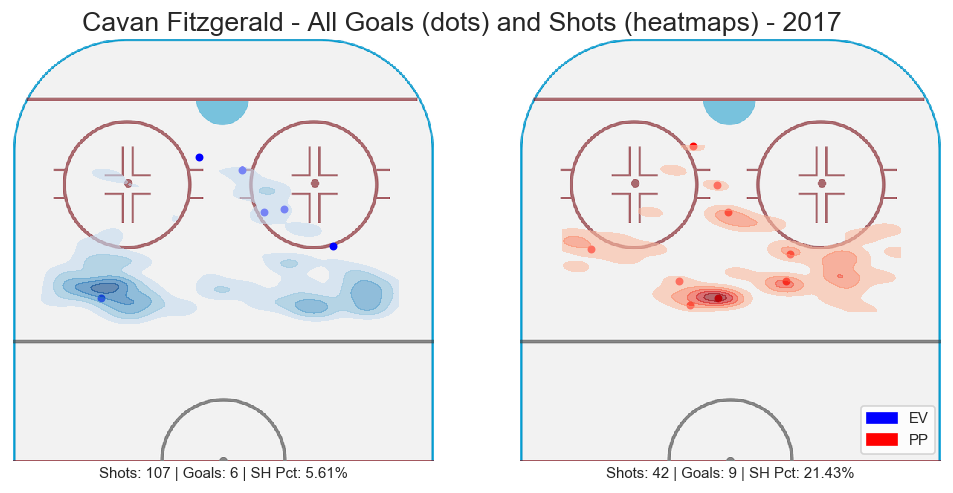 Cavan Fitzgerald - All Goals (dots) and Shots (heatmaps) - 2017
EV
PP
Shots: 107 | Goals: 6 | SH Pct: 5.61%
Shots: 42 | Goals: 9 | SH Pct: 21.43%